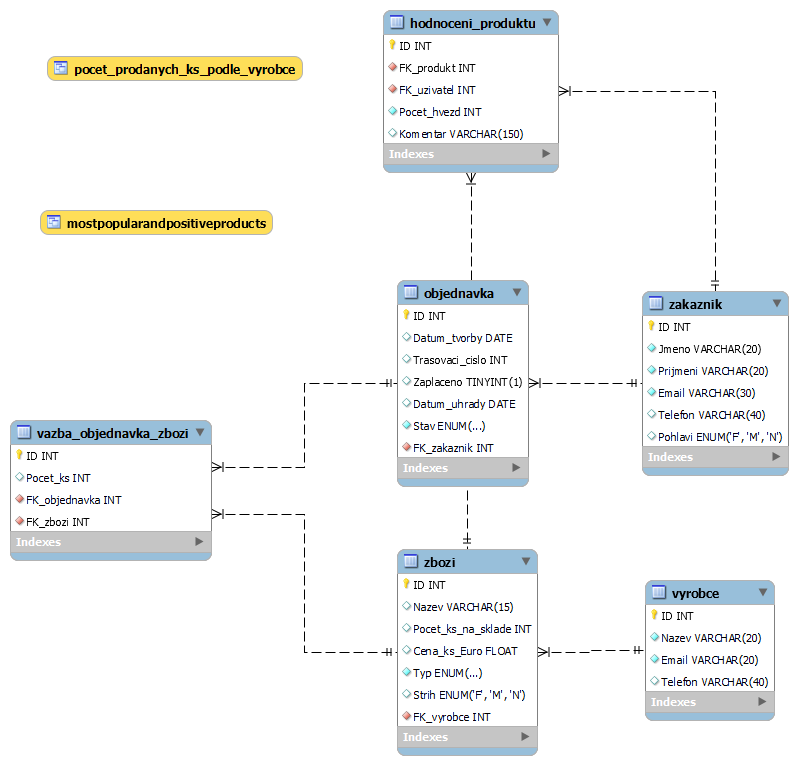 hodnoceni_produktu
ID INT
FK_produkt INT
FK_uzivatel INT
Pocet_hvezd INT
Komentar VARCHAR(150)
Indexes
pocet_prodanych_ks_podle_vyrobce
mostpopularandpositiveproducts
objednavka
ID INT
Datum_tvorby DATE
Trasovaci_cislo INT
Zaplaceno TINYINT(1)
Datum_uhrady DATE
Stav ENUM(...)
FK_zakaznik INT
Indexes
zakaznik
ID INT
Jmeno VARCHAR(20)
Prijmeni VARCHAR(20)
Email VARCHAR(30)
Telefon VARCHAR(40)
Pohlavi ENUM('F', 'M', 'N')
Indexes
vazba_objednavka_zbozi
ID INT
Pocet_ks INT
FK_objednavka INT
FK_zbozi INT
Indexes
zbozi
ID INT
Nazev VARCHAR(15)
Pocet_ks_na_sklade INT
Cena_ks_Euro FLOAT
Typ ENUM(...)
Strih ENUM('F', 'M', 'N')
FK_vyrobce INT
Indexes
vyrobce
ID INT
Nazev VARCHAR(20)
Email VARCHAR(20)
Telefon VARCHAR(40)
Indexes